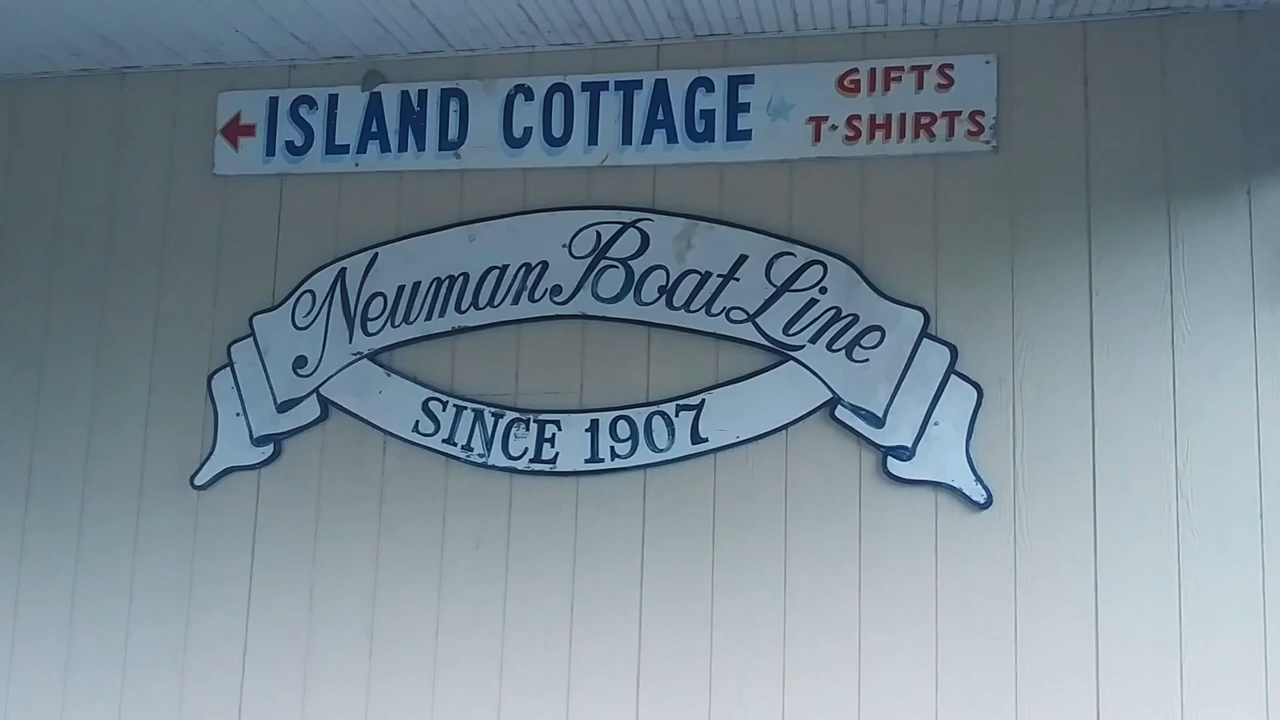 ISLAND COTTAGE
GIFTS
T-SHIRTS
Neuman Boat Line
SINCE 1907